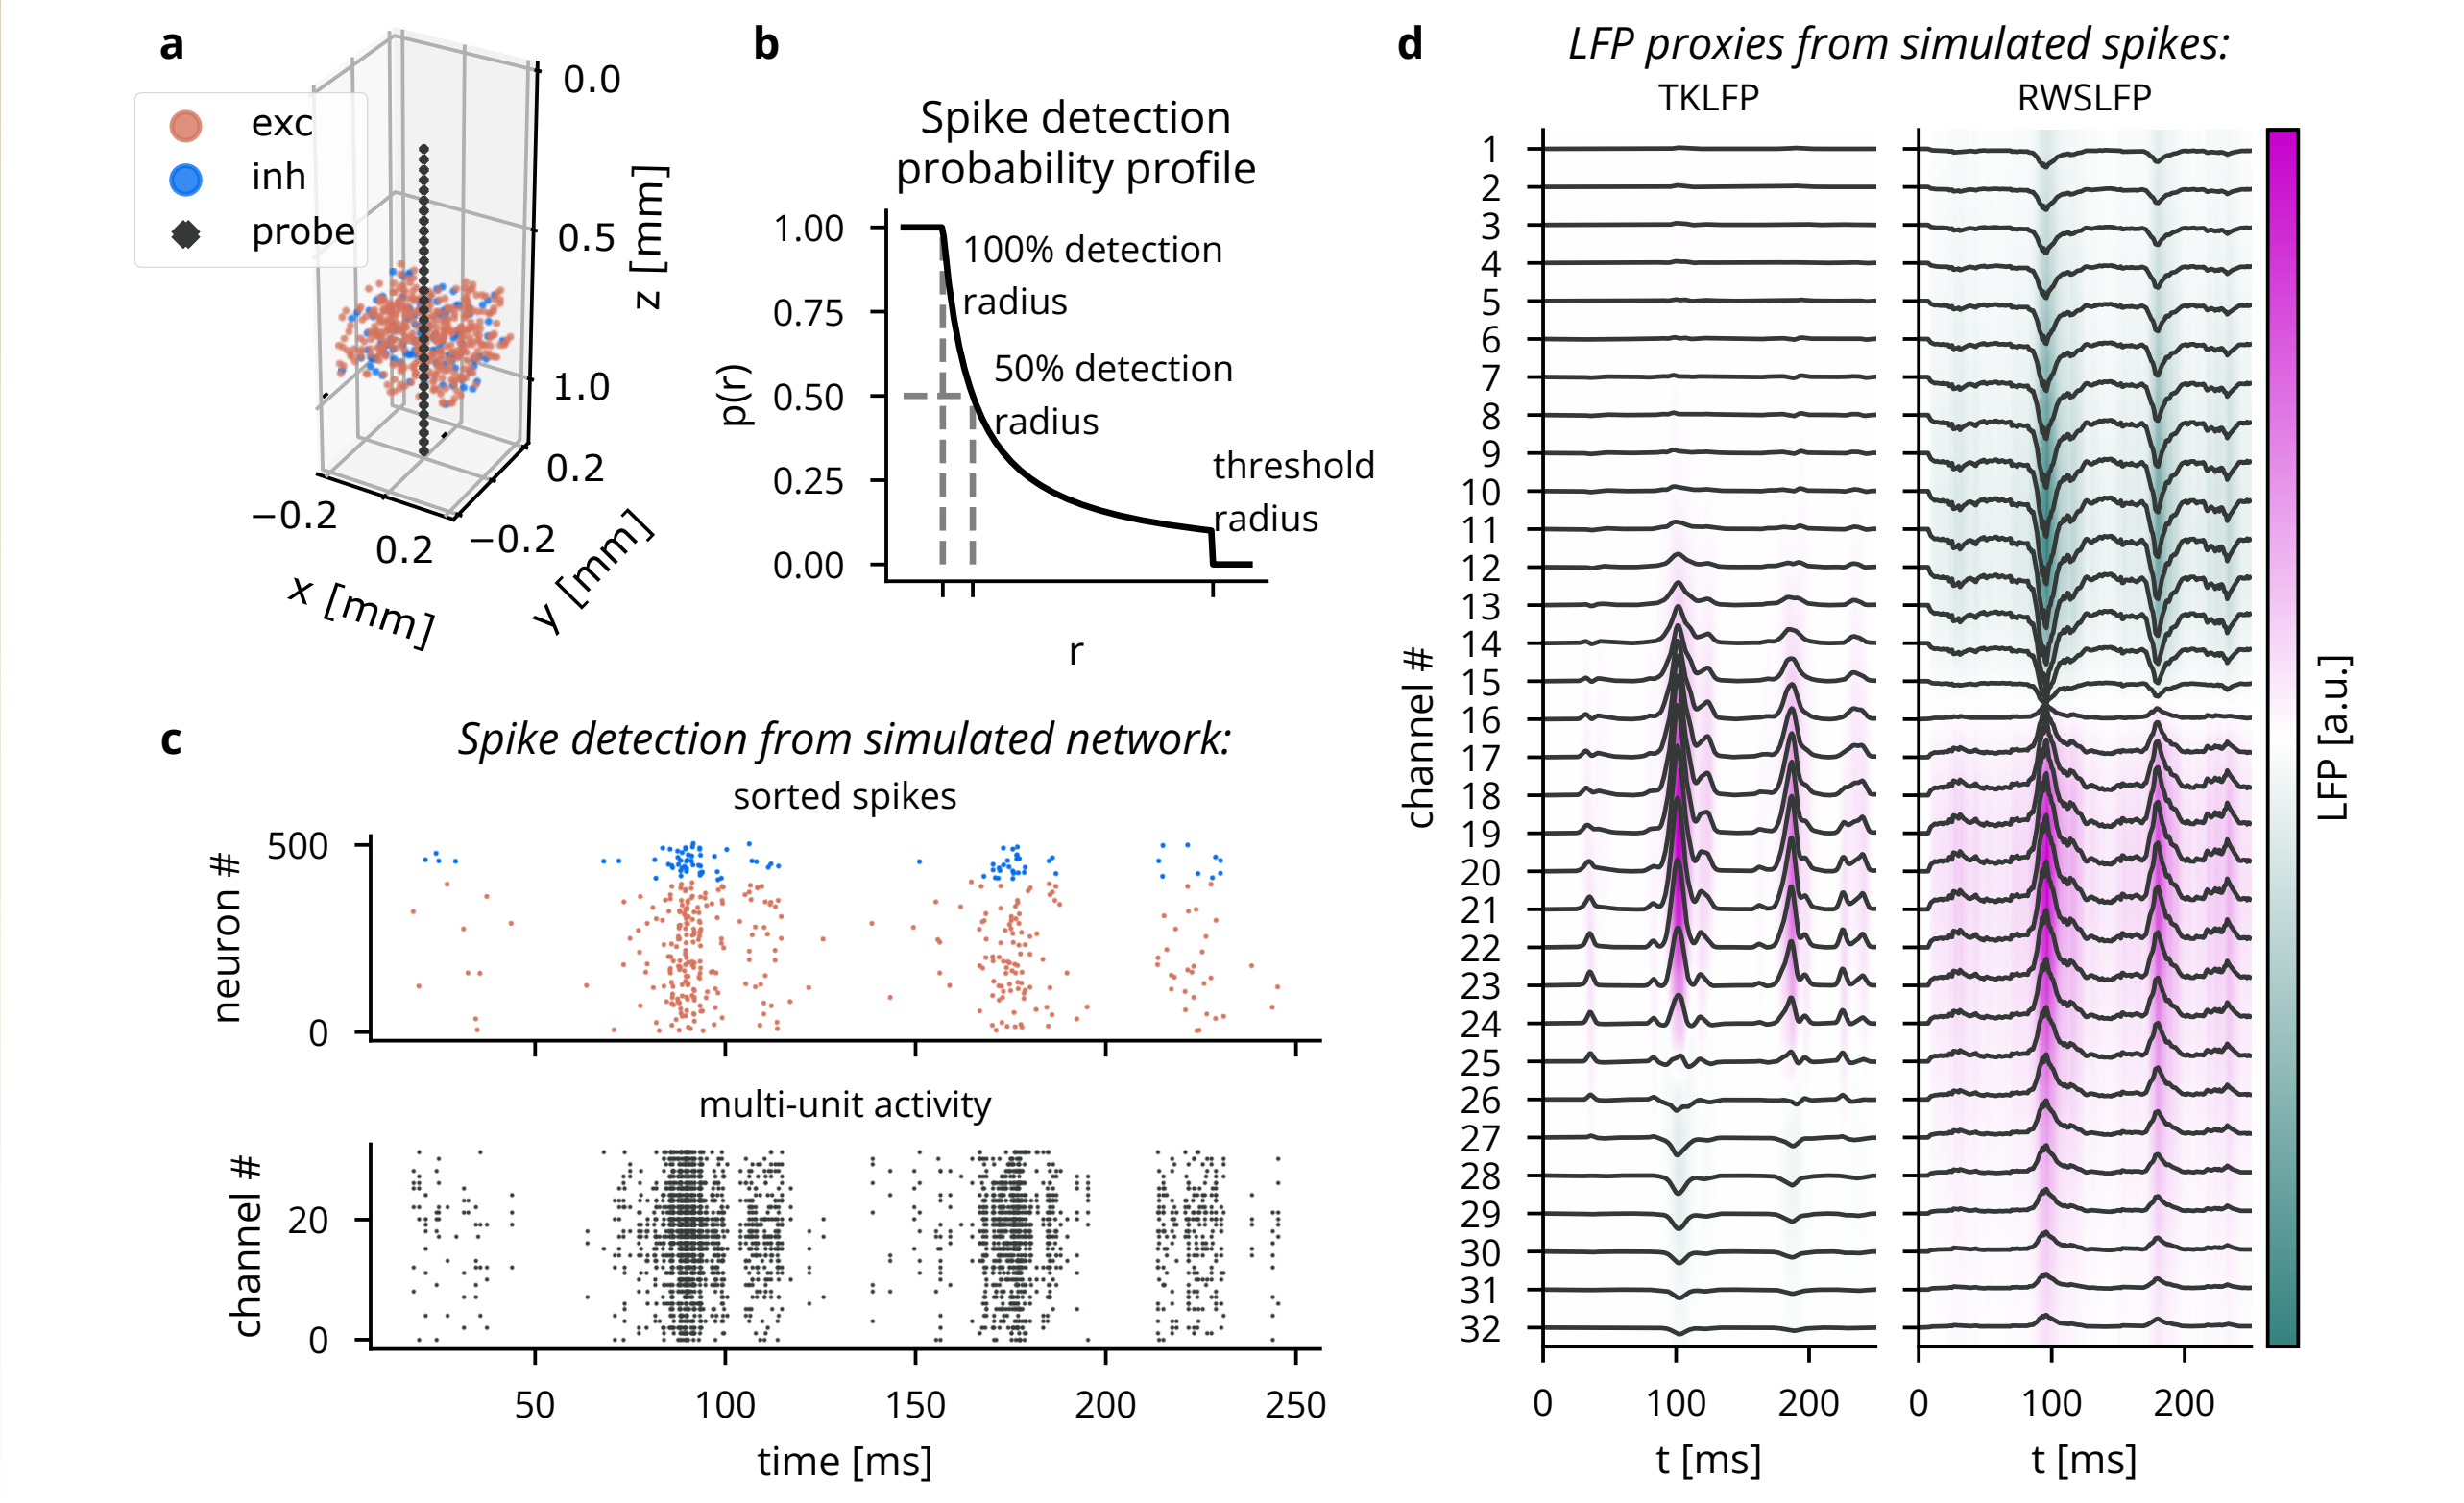 a
exc
inh
probe
0.0
0.5
1.0
z [mm]
0.2
−0.2
y [mm]
−0.2
0.2
x [mm]
b
Spike detection
probability profile
1.00
0.75
0.50
0.25
0.00
p(r)
100% detection
radius
50% detection
radius
threshold
radius
r
c
Spike detection from simulated network:
sorted spikes
500
0
neuron #
multi-unit activity
20
0
channel #
50
100
150
200
250
time [ms]
d
LFP proxies from simulated spikes:
TKLFP
RWSLFP
1
2
3
4
5
6
7
8
9
10
11
12
13
14
15
16
17
18
19
20
21
22
23
24
25
26
27
28
29
30
31
32
channel #
0
100
200
t [ms]
0
100
200
t [ms]
LFP [a.u.]